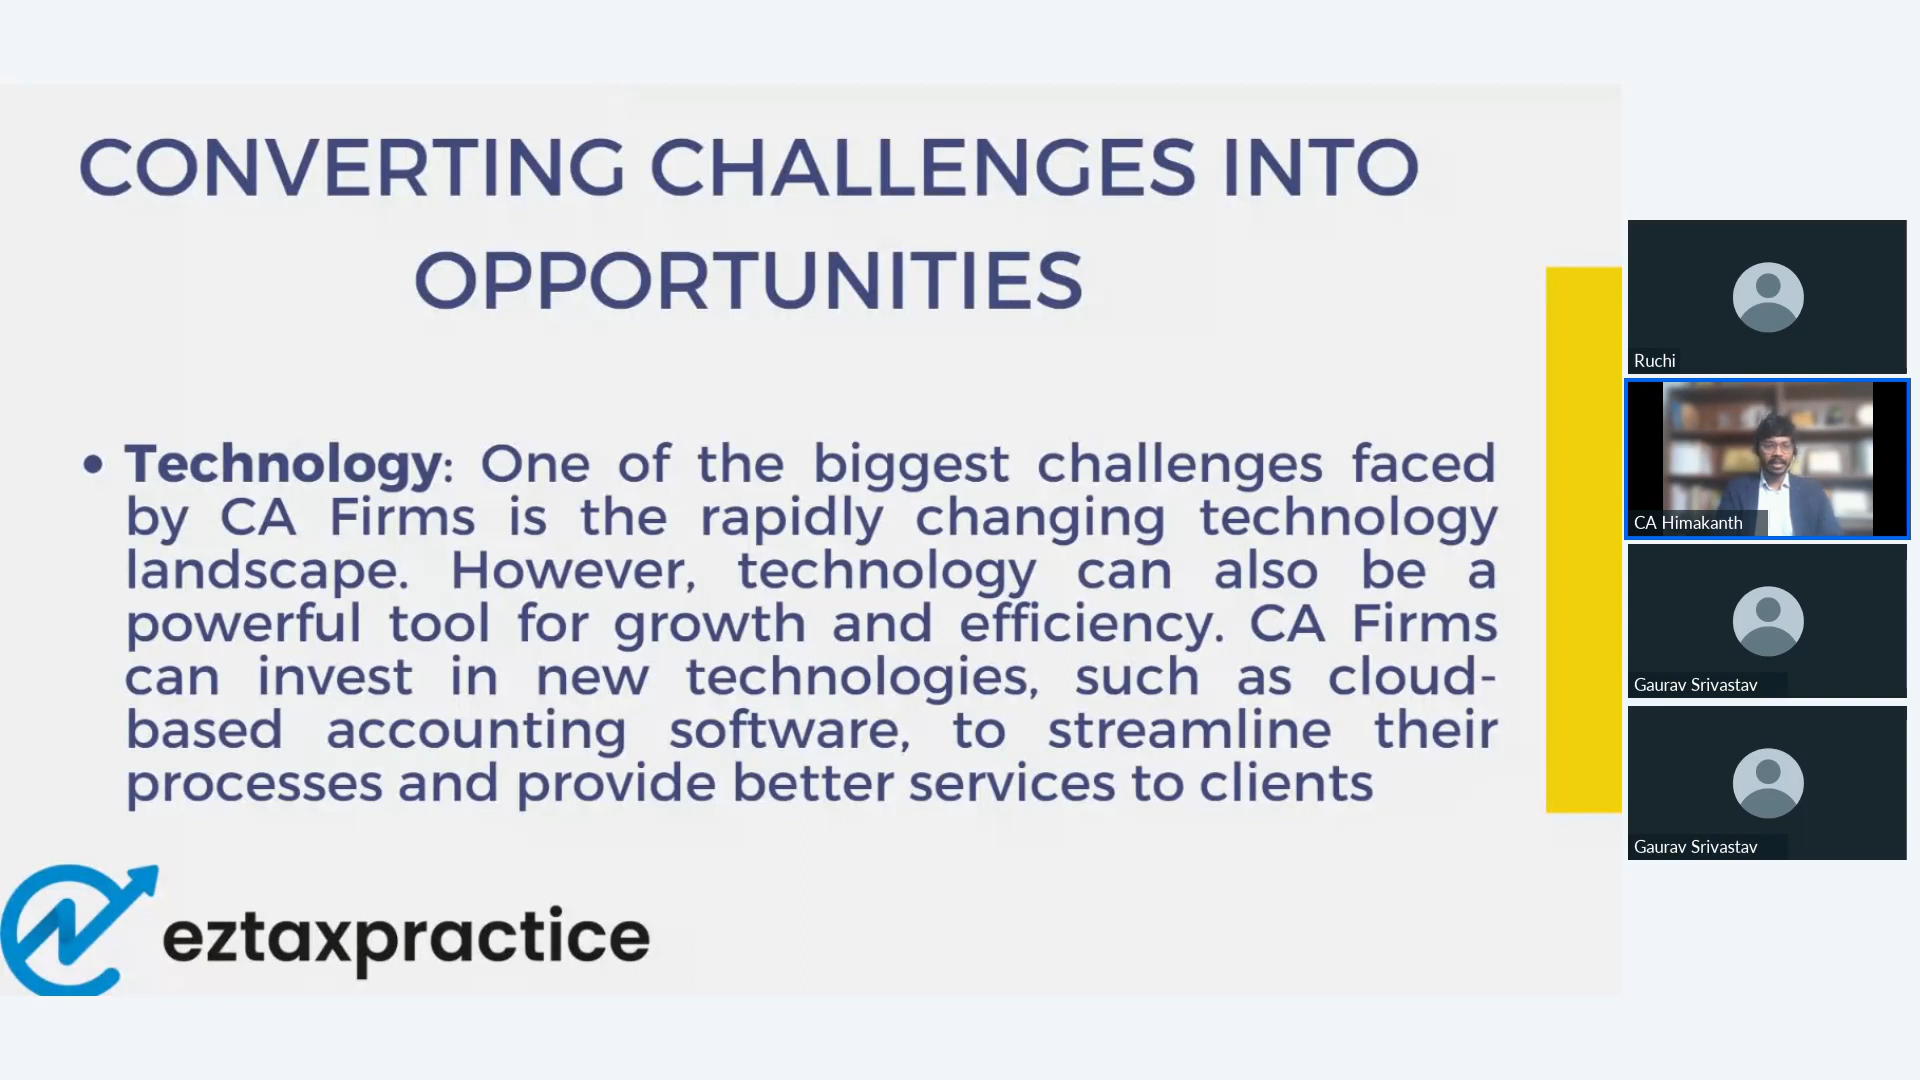 CONVERTING CHALLENGES INTO
OPPORTUNITIES
• Technology: One of the biggest challenges faced
by CA Firms is the rapidly changing technology
landscape. However, technology can also be a
powerful tool for growth and efficiency. CA Firms
can invest in new technologies, such as cloud-
based accounting software, to streamline their
processes and provide better services to clients
eztaxpractice
Ruchi
CA Himakanth
Gaurav Srivastav
Gaurav Srivastav